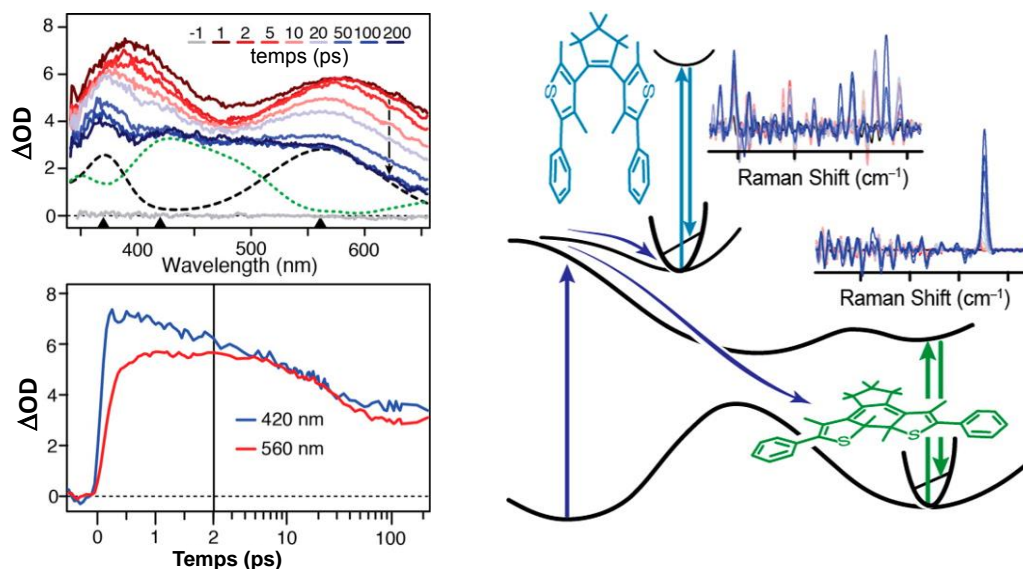 8
6
4
2
0
ΔOD
-1 1 2 5 10 20 50 100 200
temps (ps)
400
500
600
Wavelength (nm)
8
6
4
2
0
ΔOD
420 nm
560 nm
0 1 2 10 100
Temps (ps)
S S
Raman Shift (cm⁻¹)
Raman Shift (cm⁻¹)
S S